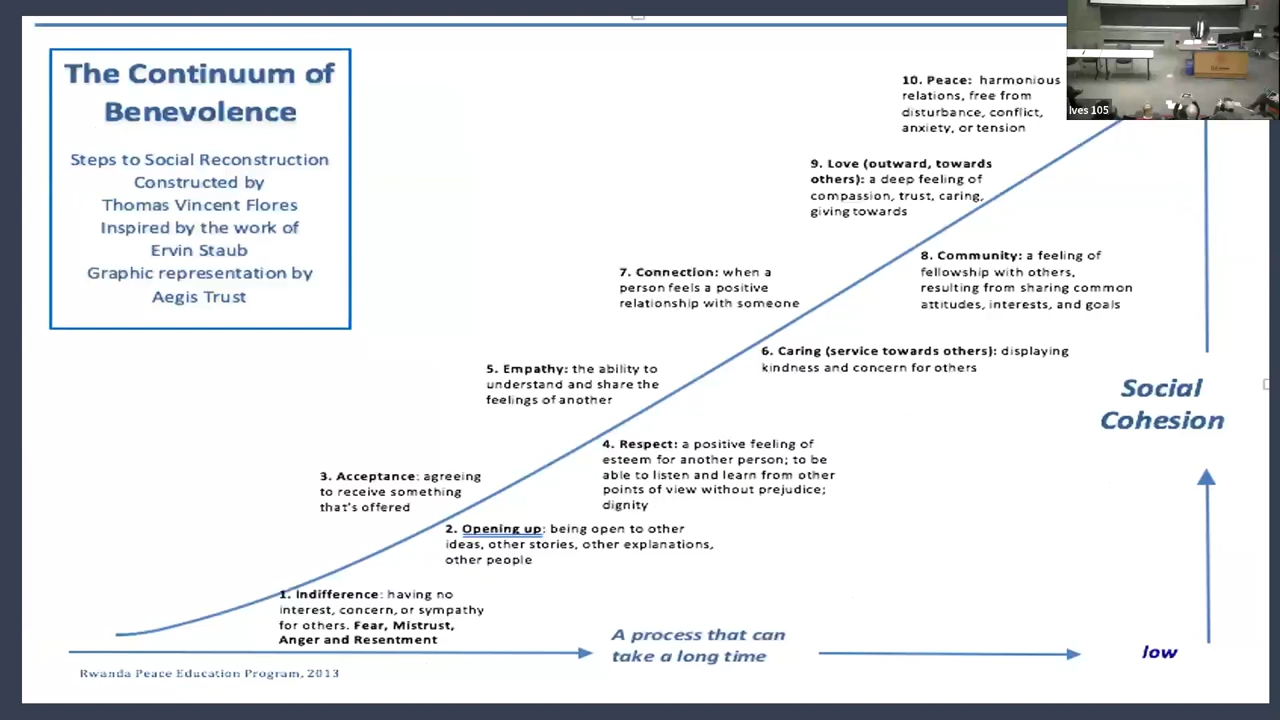 The Continuum of
Benevolence
Steps to Social Reconstruction
Constructed by
Thomas Vincent Flores
Inspired by the work of
Ervin Staub
Graphic representation by
Aegis Trust
10. Peace: harmonious
relations, free from
disturbance, conflict,
anxiety, or tension
lves 105
9. Love (outward, towards
others): a deep feeling of
compassion, trust, caring,
giving towards
8. Community: a feeling of
fellowship with others,
resulting from sharing common
attitudes, interests, and goals
7. Connection: when a
person feels a positive
relationship with someone
6. Caring (service towards others): displaying
kindness and concern for others
5. Empathy: the ability to
understand and share the
feelings of another
Social
Cohesion
4. Respect: a positive feeling of
esteem for another person; to be
able to listen and learn from other
points of view without prejudice;
dignity
3. Acceptance: agreeing
to receive something
that's offered
2. Opening up: being open to other
ideas, other stories, other explanations,
other people
1. Indifference: having no
interest, concern, or sympathy
for others. Fear, Mistrust,
Anger and Resentment
A process that can
take a long time
low
Rwanda Peace Education Program, 2013